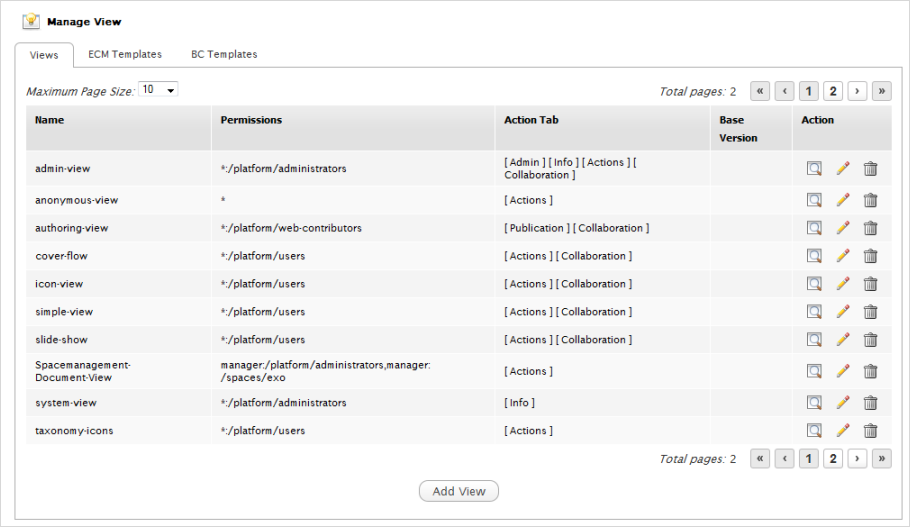 Manage View
Views ECM Templates BC Templates
Maximum Page Size: 10 Total pages: 2 « ‹ 1 2 › »
Name Permissions Action Tab Base Version Action
admin-view *:/platform/administrators [ Admin ] [ Info ] [ Actions ] [
Collaboration ]
anonymous-view * [ Actions ]
authoring-view *:/platform/web-contributors [ Publication ] [ Collaboration ]
cover-flow *:/platform/users [ Actions ] [ Collaboration ]
icon-view *:/platform/users [ Actions ] [ Collaboration ]
simple-view *:/platform/users [ Actions ] [ Collaboration ]
slide-show *:/platform/users [ Actions ] [ Collaboration ]
Spacemanagement- manager:/platform/administrators,manager:
Document-View /spaces/exo [ Actions ]
system-view *:/platform/administrators [ Info ]
taxonomy-icons *:/platform/users [ Actions ]
Total pages: 2 « ‹ 1 2 › »
Add View